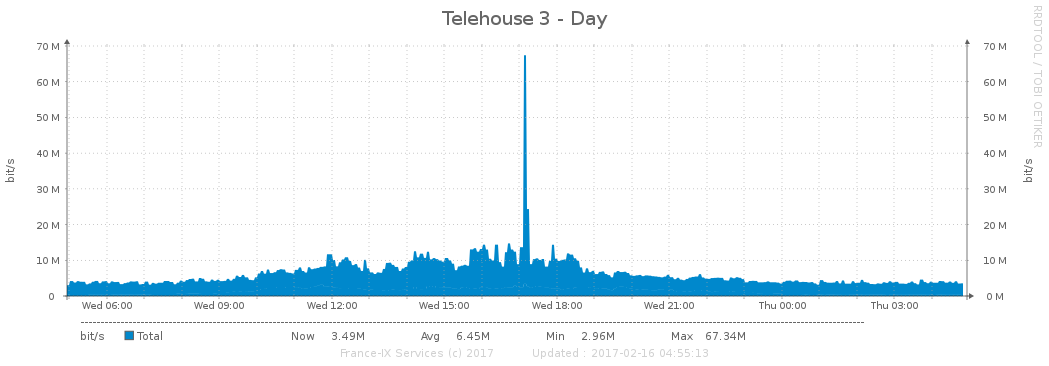 Telehouse 3 - Day
RRDTOOL / TOBI OETIKER
70 M 70 M
60 M 60 M
50 M 50 M
40 M 40 M
30 M 30 M
20 M 20 M
10 M 10 M
0 0 M
bit/s bit/s
Wed 06:00 Wed 09:00 Wed 12:00 Wed 15:00 Wed 18:00 Wed 21:00 Thu 00:00 Thu 03:00
bit/s Total Now 3.49M Avg 6.45M Min 2.96M Max 67.34M
France-IX Services (c) 2017 Updated : 2017-02-16 04:55:13